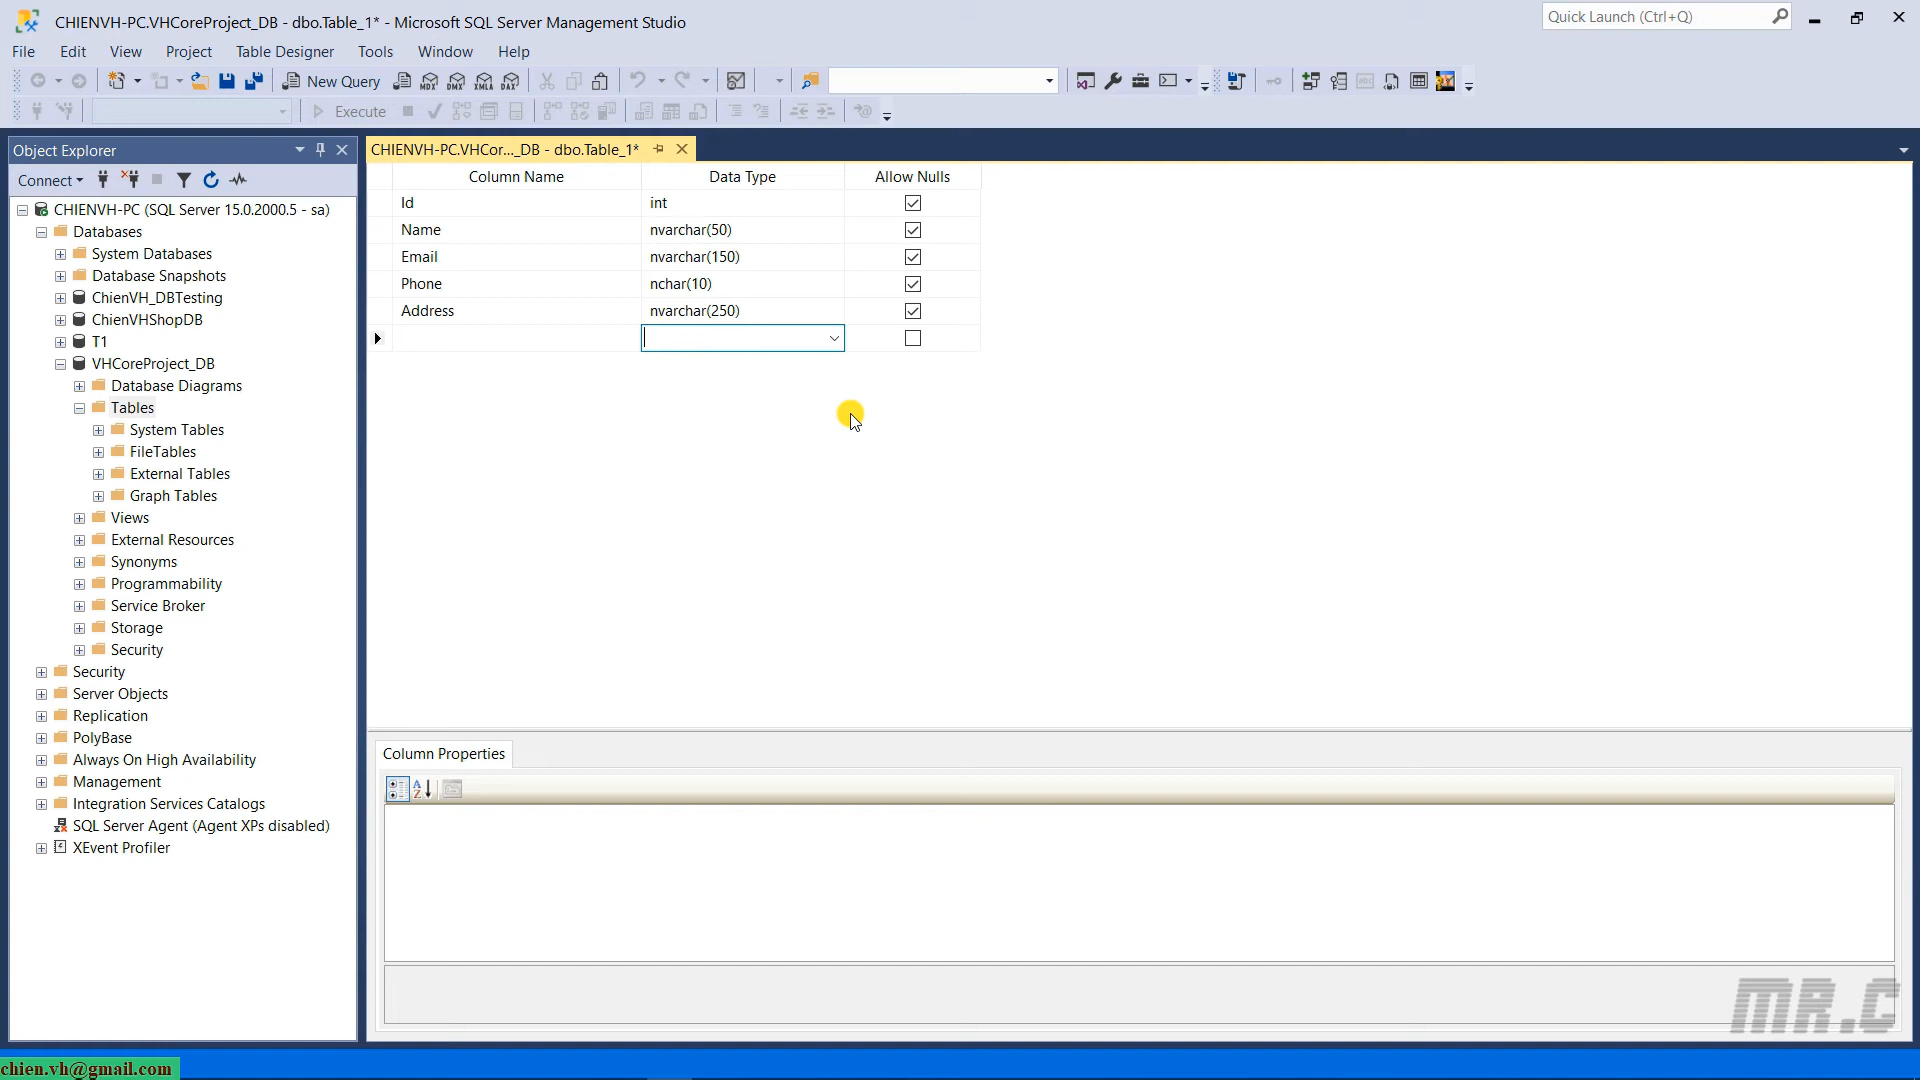 CHIENVH-PC.VHCoreProject_DB - dbo.Table_1* - Microsoft SQL Server Management Studio
Quick Launch (Ctrl+Q)
File Edit View Project Table Designer Tools Window Help
New Query MDX DMX XMLA DAX
Execute
Object Explorer
CHIENVH-PC.VHCor..._DB - dbo.Table_1*
Connect
Column Name Data Type Allow Nulls
Id int
Name nvarchar(50)
Email nvarchar(150)
Phone nchar(10)
Address nvarchar(250)
CHIENVH-PC (SQL Server 15.0.2000.5 - sa)
Databases
System Databases
Database Snapshots
ChienVH_DBTesting
ChienVHShopDB
T1
VHCoreProject_DB
Database Diagrams
Tables
System Tables
FileTables
External Tables
Graph Tables
Views
External Resources
Synonyms
Programmability
Service Broker
Storage
Security
Security
Server Objects
Replication
PolyBase
Always On High Availability
Management
Integration Services Catalogs
SQL Server Agent (Agent XPs disabled)
XEvent Profiler
Column Properties
MR.C
chien.vh@gmail.com